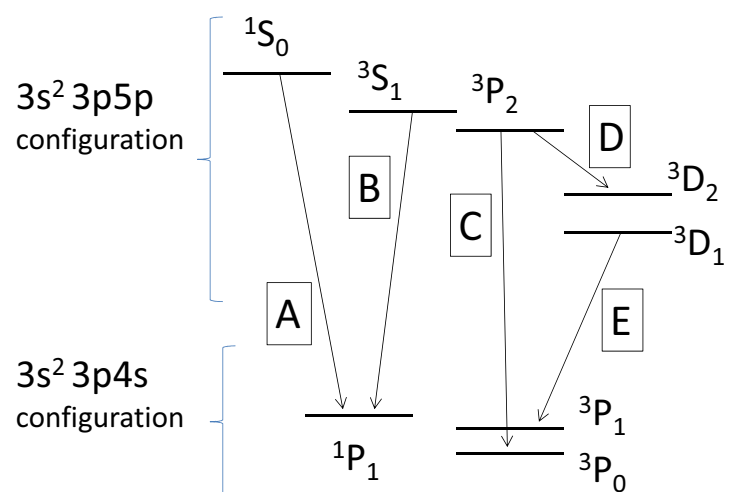 ¹S₀
³S₁
³P₂
3s² 3p5p
configuration
D
B
³D₂
C
³D₁
A
E
3s² 3p4s
configuration
³P₁
¹P₁
³P₀